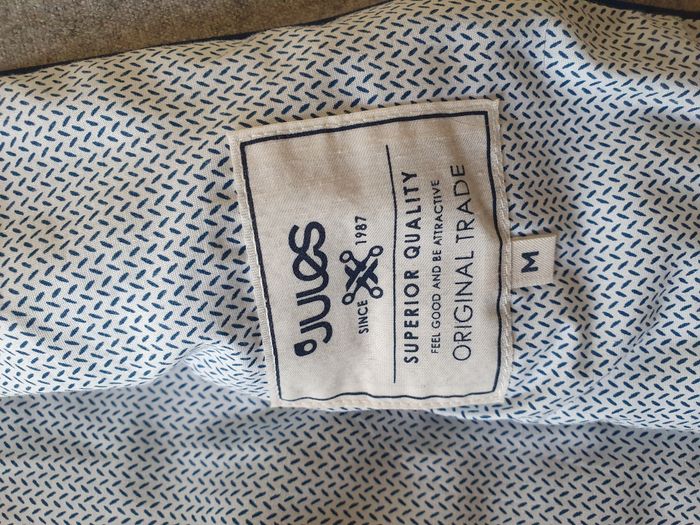 Jules
SINCE 1987
SUPERIOR QUALITY
FEEL GOOD AND BE ATTRACTIVE
ORIGINAL TRADE
M